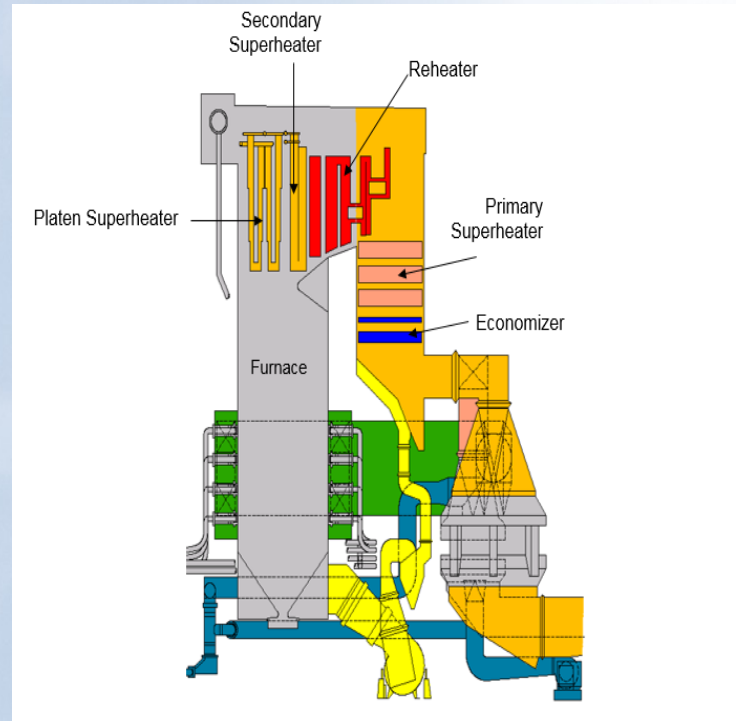 Secondary
Superheater
Reheater
Platen Superheater
Primary
Superheater
Economizer
Furnace